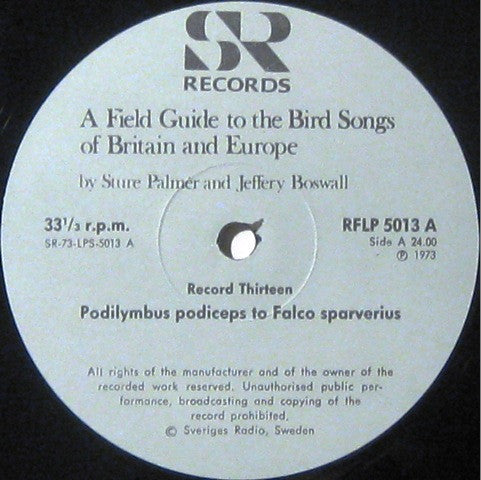 SR
RECORDS
A Field Guide to the Bird Songs
of Britain and Europe
by Sture Palmér and Jeffery Boswall
33 1/3 r.p.m.
SR-73-LPS-5013 A
RFLP 5013 A
Side A 24.00
Ⓟ 1973
Record Thirteen
Podilymbus podiceps to Falco sparverius
All rights of the manufacturer and of the owner of the
recorded work reserved. Unauthorised public per-
formance, broadcasting and copying of the
record prohibited.
© Sveriges Radio, Sweden